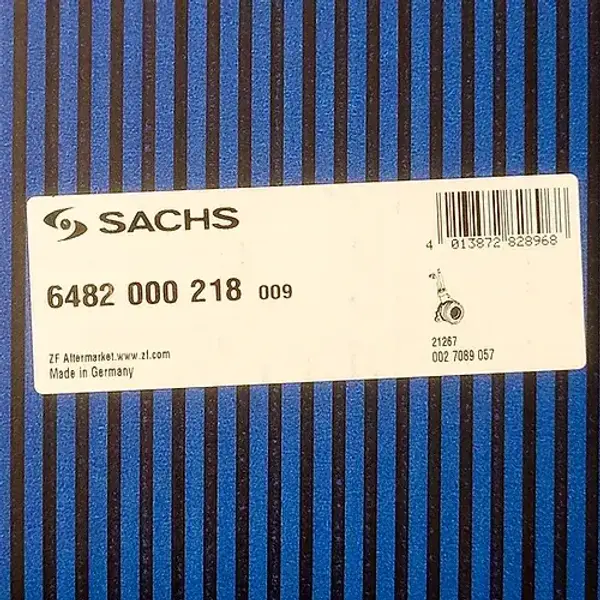 SACHS
4 013872 828968
6482 000 218 009
21267
002 7089 057
ZF Aftermarket.www.zf.com
Made in Germany